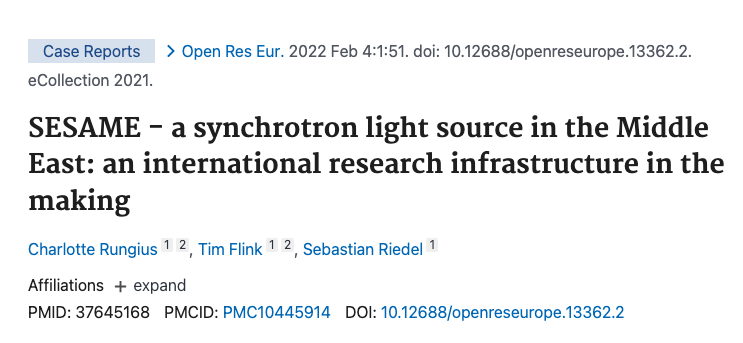 Case Reports > Open Res Eur. 2022 Feb 4:1:51. doi: 10.12688/openreseurope.13362.2.
eCollection 2021.
SESAME - a synchrotron light source in the Middle
East: an international research infrastructure in the
making
Charlotte Rungius 1 2, Tim Flink 1 2, Sebastian Riedel 1
Affiliations + expand
PMID: 37645168 PMCID: PMC10445914 DOI: 10.12688/openreseurope.13362.2